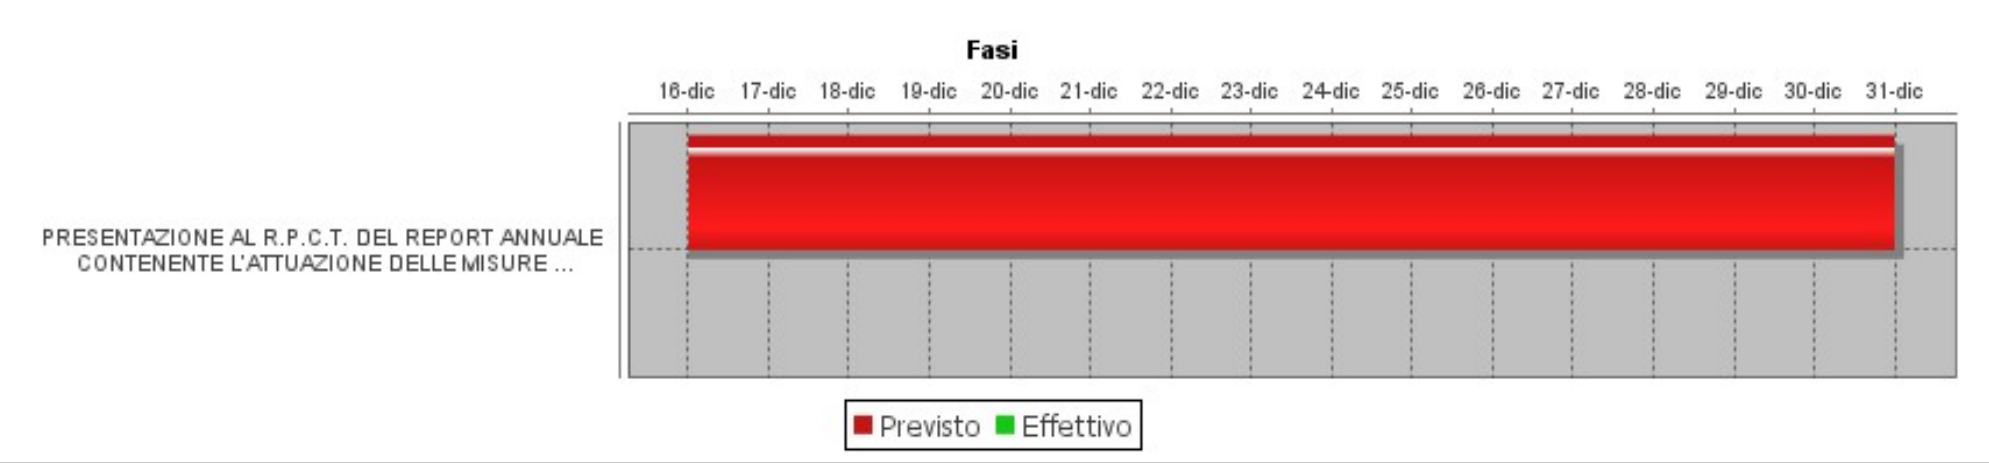 Fasi
16-dic 17-dic 18-dic 19-dic 20-dic 21-dic 22-dic 23-dic 24-dic 25-dic 26-dic 27-dic 28-dic 29-dic 30-dic 31-dic
PRESENTAZIONE AL R.P.C.T. DEL REPORT ANNUALE
CONTENENTE L'ATTUAZIONE DELLE MISURE ...
Previsto Effettivo